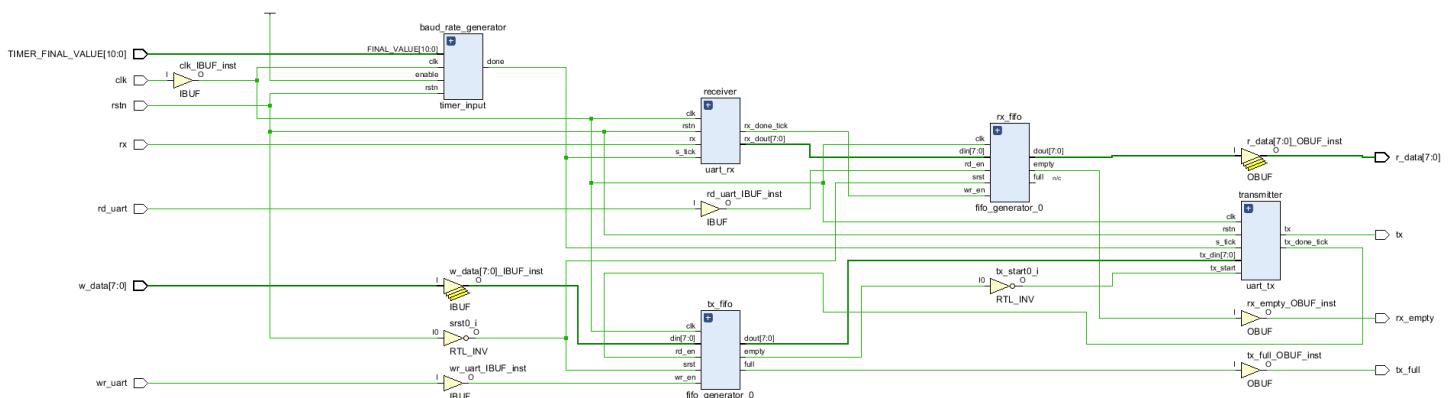 baud_rate_generator
TIMER_FINAL_VALUE[10:0]
FINAL_VALUE[10:0]
clk
enable
rstn
done
timer_input
clk_IBUF_inst
clk
I
O
IBUF
rstn
rx
receiver
clk
rstn
rx
s_tick
rx_done_tick
rx_dout[7:0]
uart_rx
rx_fifo
clk
din[7:0]
rd_en
srst
wr_en
dout[7:0]
empty
full
n/c
fifo_generator_0
r_data[7:0]_OBUF_inst
I
O
OBUF
r_data[7:0]
rd_uart
rd_uart_IBUF_inst
I
O
IBUF
transmitter
clk
rstn
s_tick
tx_din[7:0]
tx_start
tx
tx_done_tick
uart_tx
tx
w_data[7:0]
w_data[7:0]_IBUF_inst
I
O
IBUF
tx_start0_i
I0
O
RTL_INV
srst0_i
I0
O
RTL_INV
tx_fifo
clk
din[7:0]
rd_en
srst
wr_en
dout[7:0]
empty
full
fifo_generator_0
rx_empty_OBUF_inst
I
O
OBUF
rx_empty
tx_full_OBUF_inst
I
O
OBUF
tx_full
wr_uart
wr_uart_IBUF_inst
I
O
IBUF